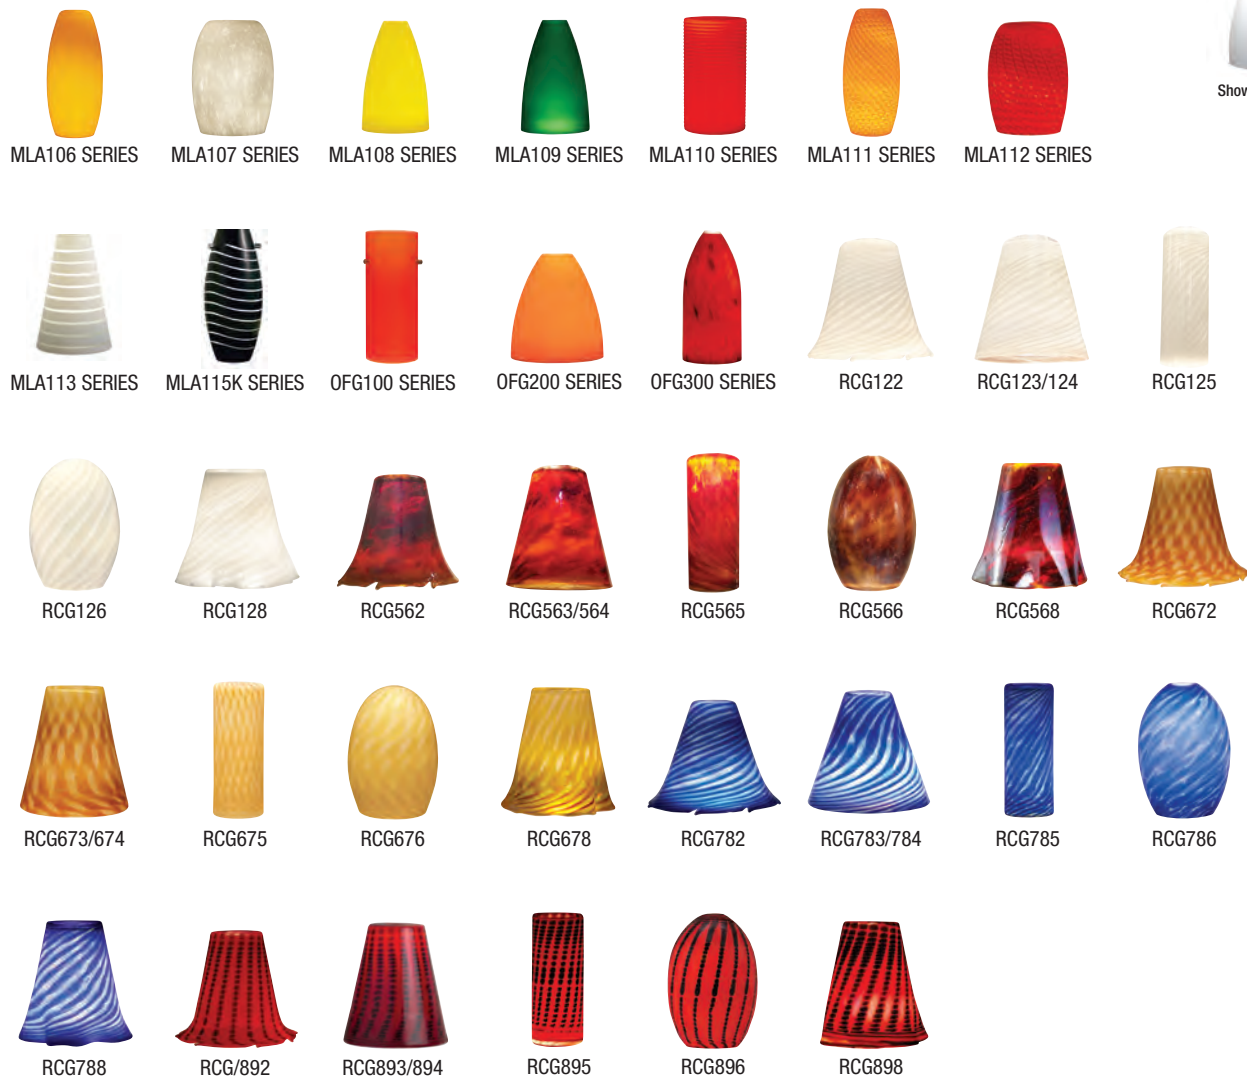 Show
MLA106 SERIES
MLA107 SERIES
MLA108 SERIES
MLA109 SERIES
MLA110 SERIES
MLA111 SERIES
MLA112 SERIES
MLA113 SERIES
MLA115K SERIES
OFG100 SERIES
OFG200 SERIES
OFG300 SERIES
RCG122
RCG123/124
RCG125
RCG126
RCG128
RCG562
RCG563/564
RCG565
RCG566
RCG568
RCG672
RCG673/674
RCG675
RCG676
RCG678
RCG782
RCG783/784
RCG785
RCG786
RCG788
RCG/892
RCG893/894
RCG895
RCG896
RCG898